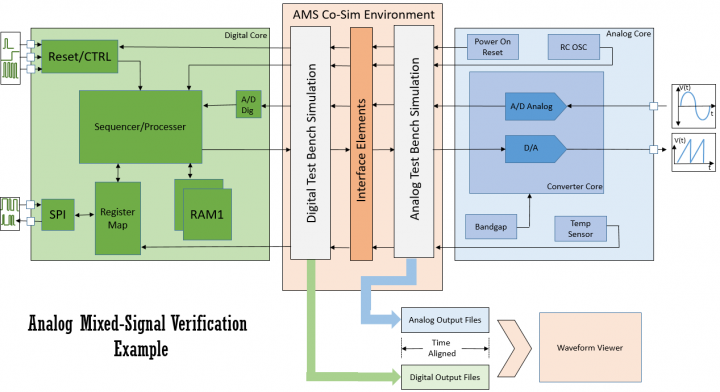 AMS Co-Sim Environment
Digital Core
Analog Core
Reset/CTRL
Power On
Reset
RC OSC
Sequencer/Processer
A/D
Dig
Digital Test Bench Simulation
Interface Elements
Analog Test Bench Simulation
A/D Analog
D/A
Converter Core
V(t)
t
V(t)
t
SPI
Register
Map
RAM1
Bandgap
Temp
Sensor
Analog Mixed-Signal Verification
Example
Analog Output Files
Time
Aligned
Digital Output Files
Waveform Viewer